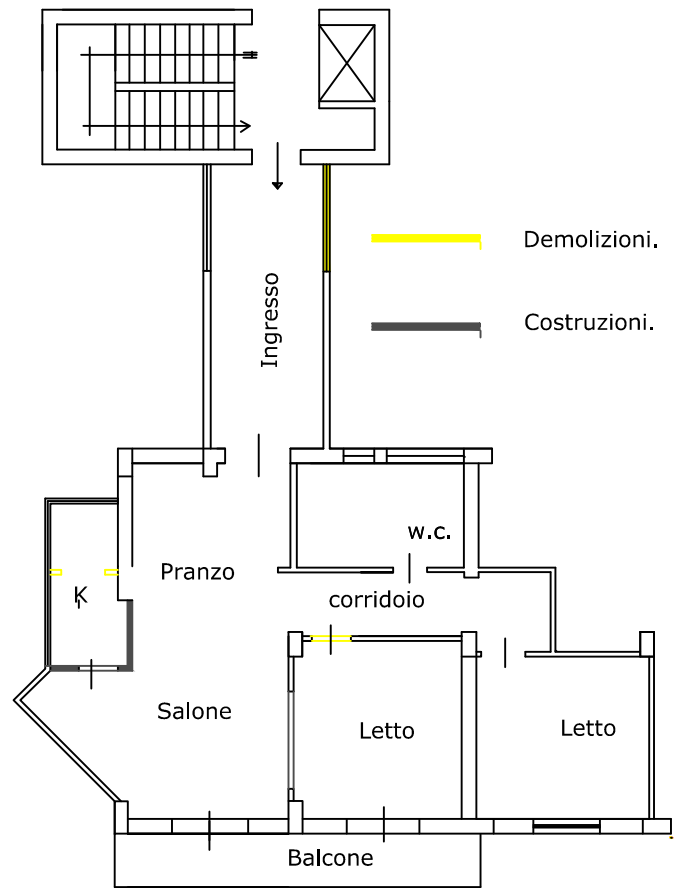 Demolizioni.
Ingresso
Costruzioni.
w.c.
Pranzo
K
corridoio
Salone
Letto
Letto
Balcone